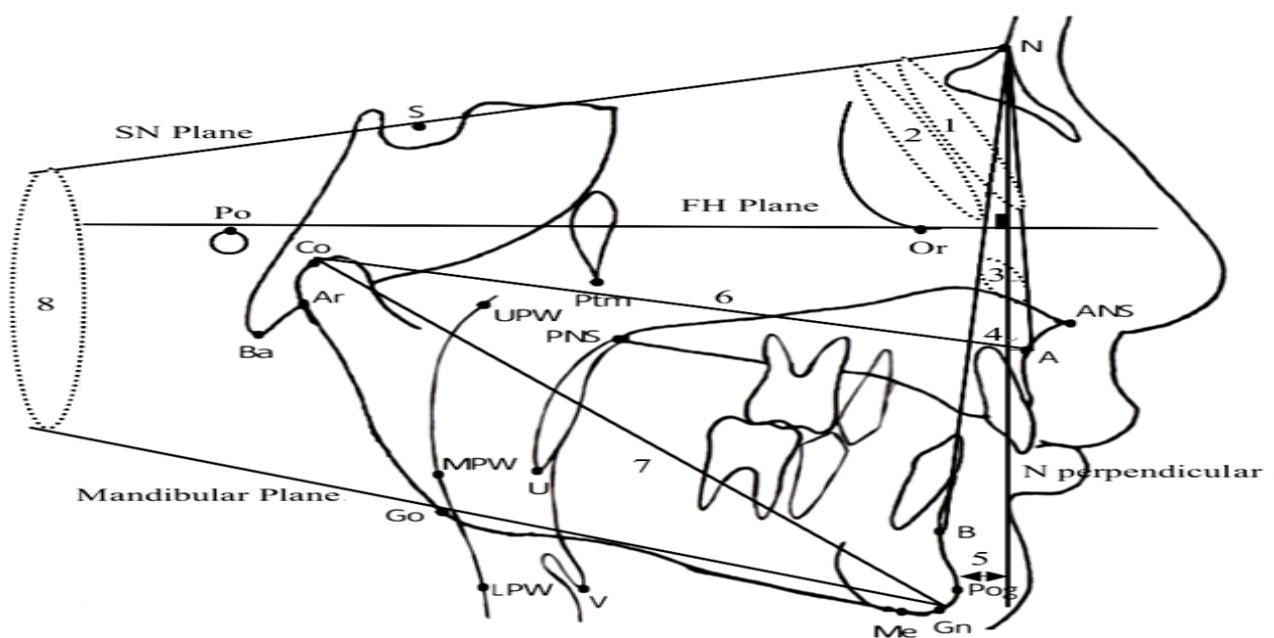 N
S
1
SN Plane
2
Po
FH Plane
Or
Co
3
Ar
Ptm
6
8
UPW
ANS
PNS
4
Ba
A
MPW
7
N perpendicular
U
Mandibular Plane
Go
B
5
LPW
V
Pog
Me
Gn